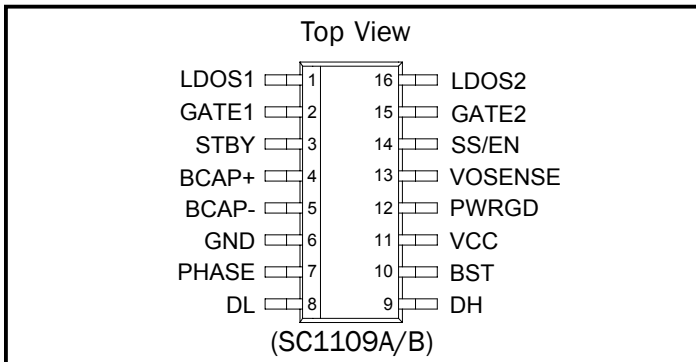 Top View
LDOS1 1 16 LDOS2
GATE1 2 15 GATE2
STBY 3 14 SS/EN
BCAP+ 4 13 VOSENSE
BCAP- 5 12 PWRGD
GND 6 11 VCC
PHASE 7 10 BST
DL 8 9 DH
(SC1109A/B)